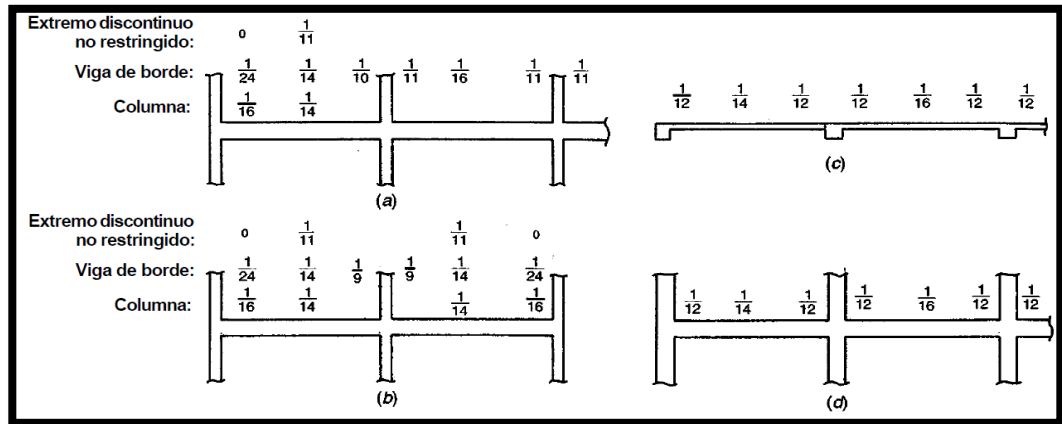 Extremo discontinuo
no restringido: 0 1/11
Viga de borde: 1/24 1/14 1/10 1/11 1/16 1/11 1/11
Columna: 1/16 1/14
(a)
1/12 1/14 1/12 1/12 1/16 1/12 1/12
(c)
Extremo discontinuo
no restringido: 0 1/11 1/11 0
Viga de borde: 1/24 1/14 1/9 1/9 1/14 1/24
Columna: 1/16 1/14 1/14 1/16
(b)
1/12 1/14 1/12 1/12 1/16 1/12 1/12
(d)